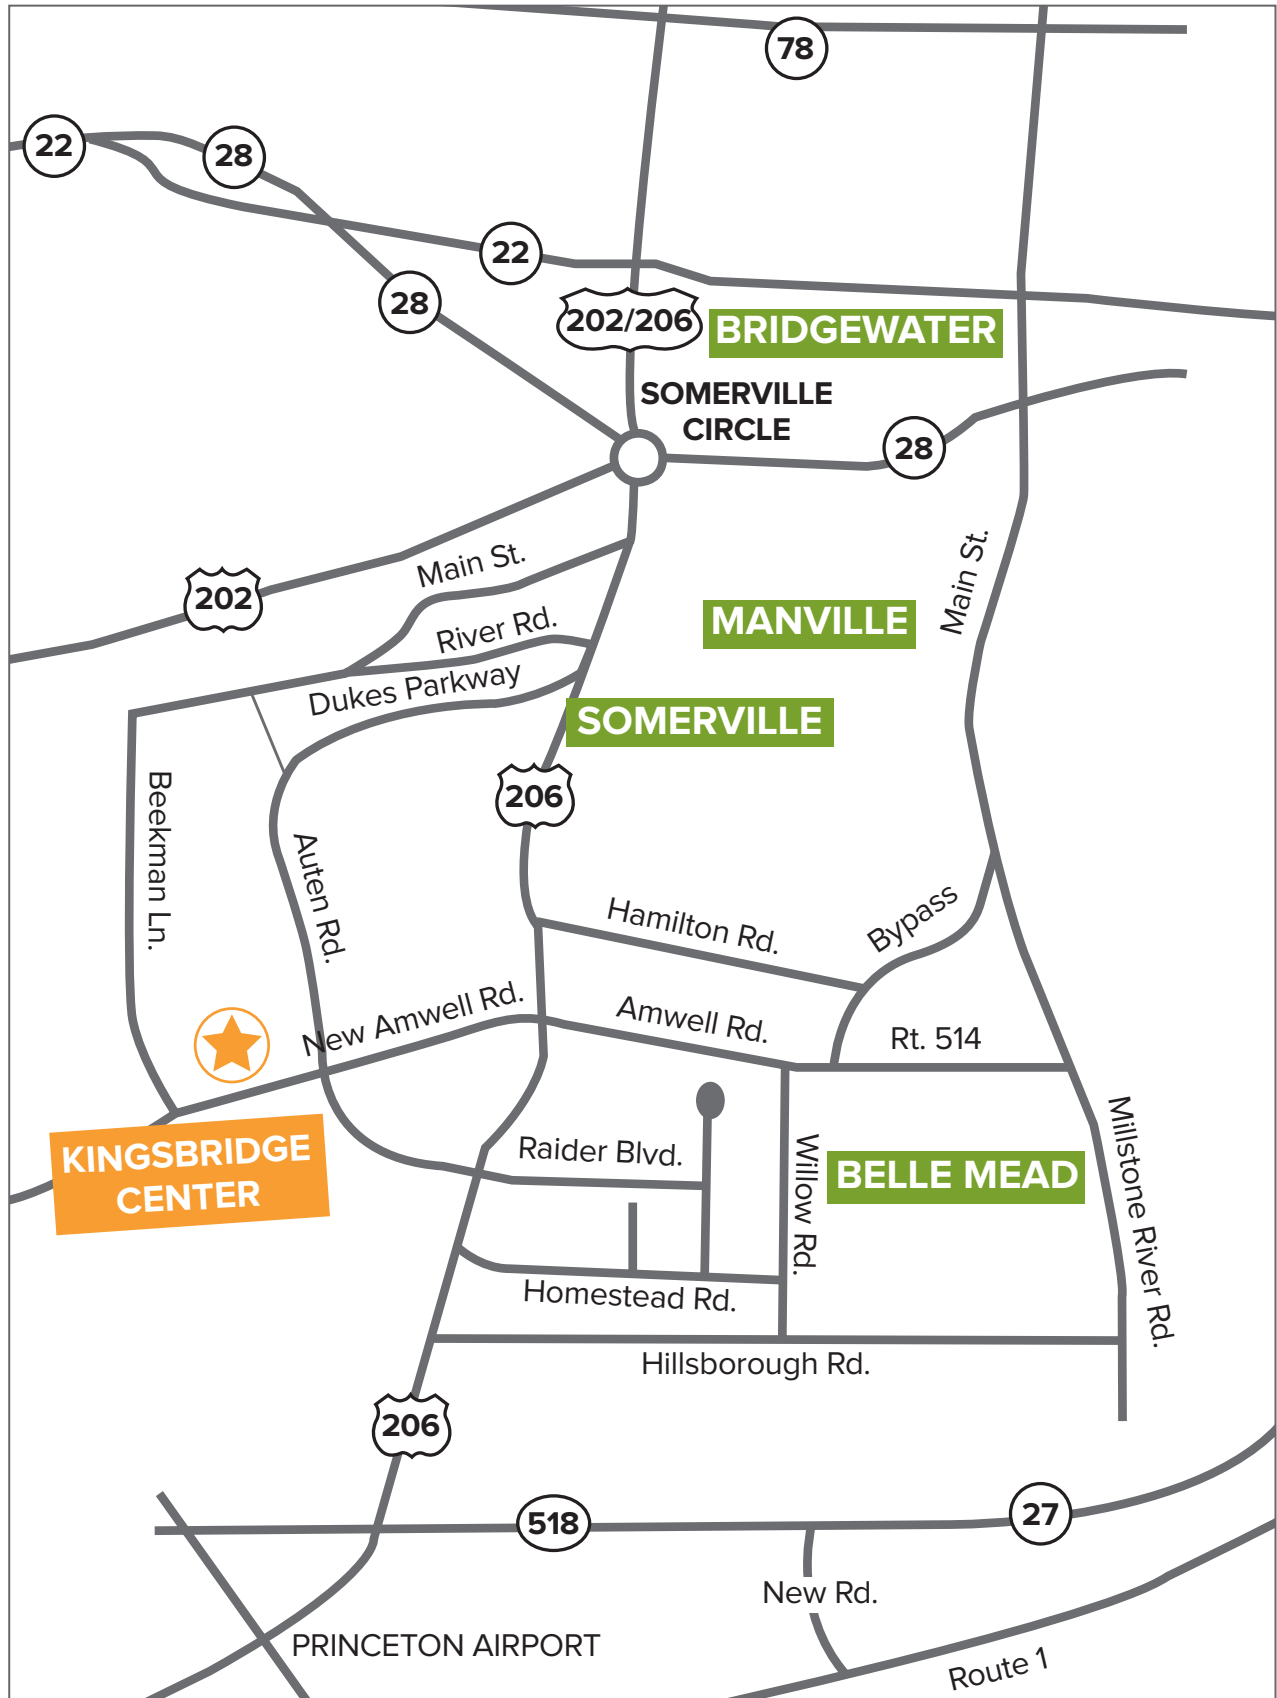 78
22
28
22
28
202/206
BRIDGEWATER
SOMERVILLE
CIRCLE
28
Main St.
Main St.
202
River Rd.
MANVILLE
Dukes Parkway
SOMERVILLE
206
Beekman Ln.
Auten Rd.
Hamilton Rd.
Bypass
New Amwell Rd.
Amwell Rd.
Rt. 514
KINGSBRIDGE
CENTER
Raider Blvd.
Willow Rd.
BELLE MEAD
Millstone River Rd.
Homestead Rd.
Hillsborough Rd.
206
518
27
New Rd.
PRINCETON AIRPORT
Route 1